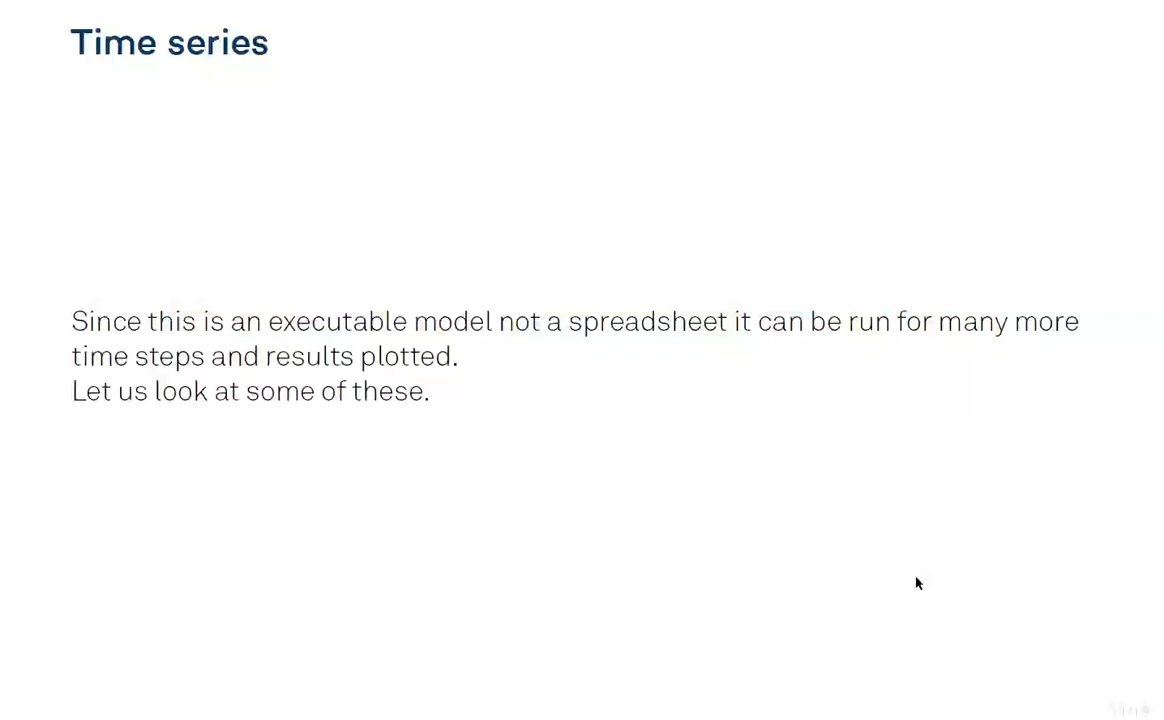 Time series
Since this is an executable model not a spreadsheet it can be run for many more
time steps and results plotted.
Let us look at some of these.